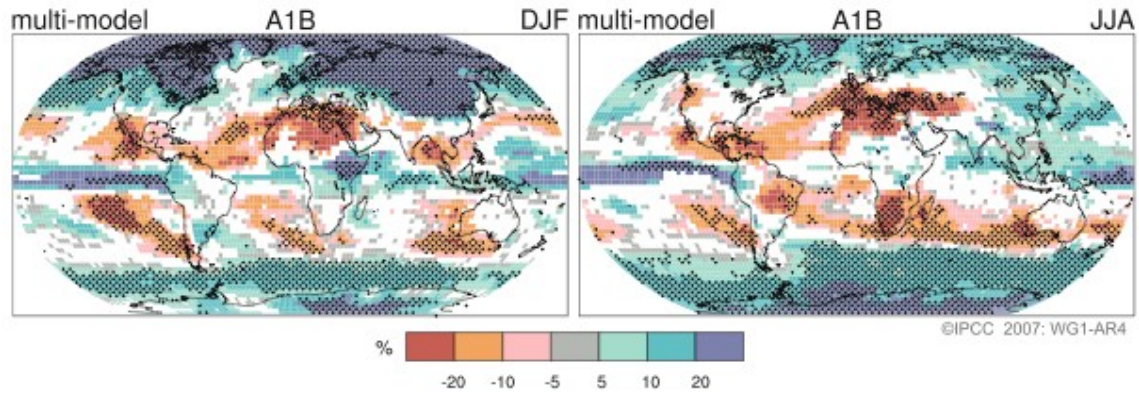 multi-model A1B DJF
multi-model A1B JJA
©IPCC 2007: WG1-AR4
%
-20 -10 -5 5 10 20